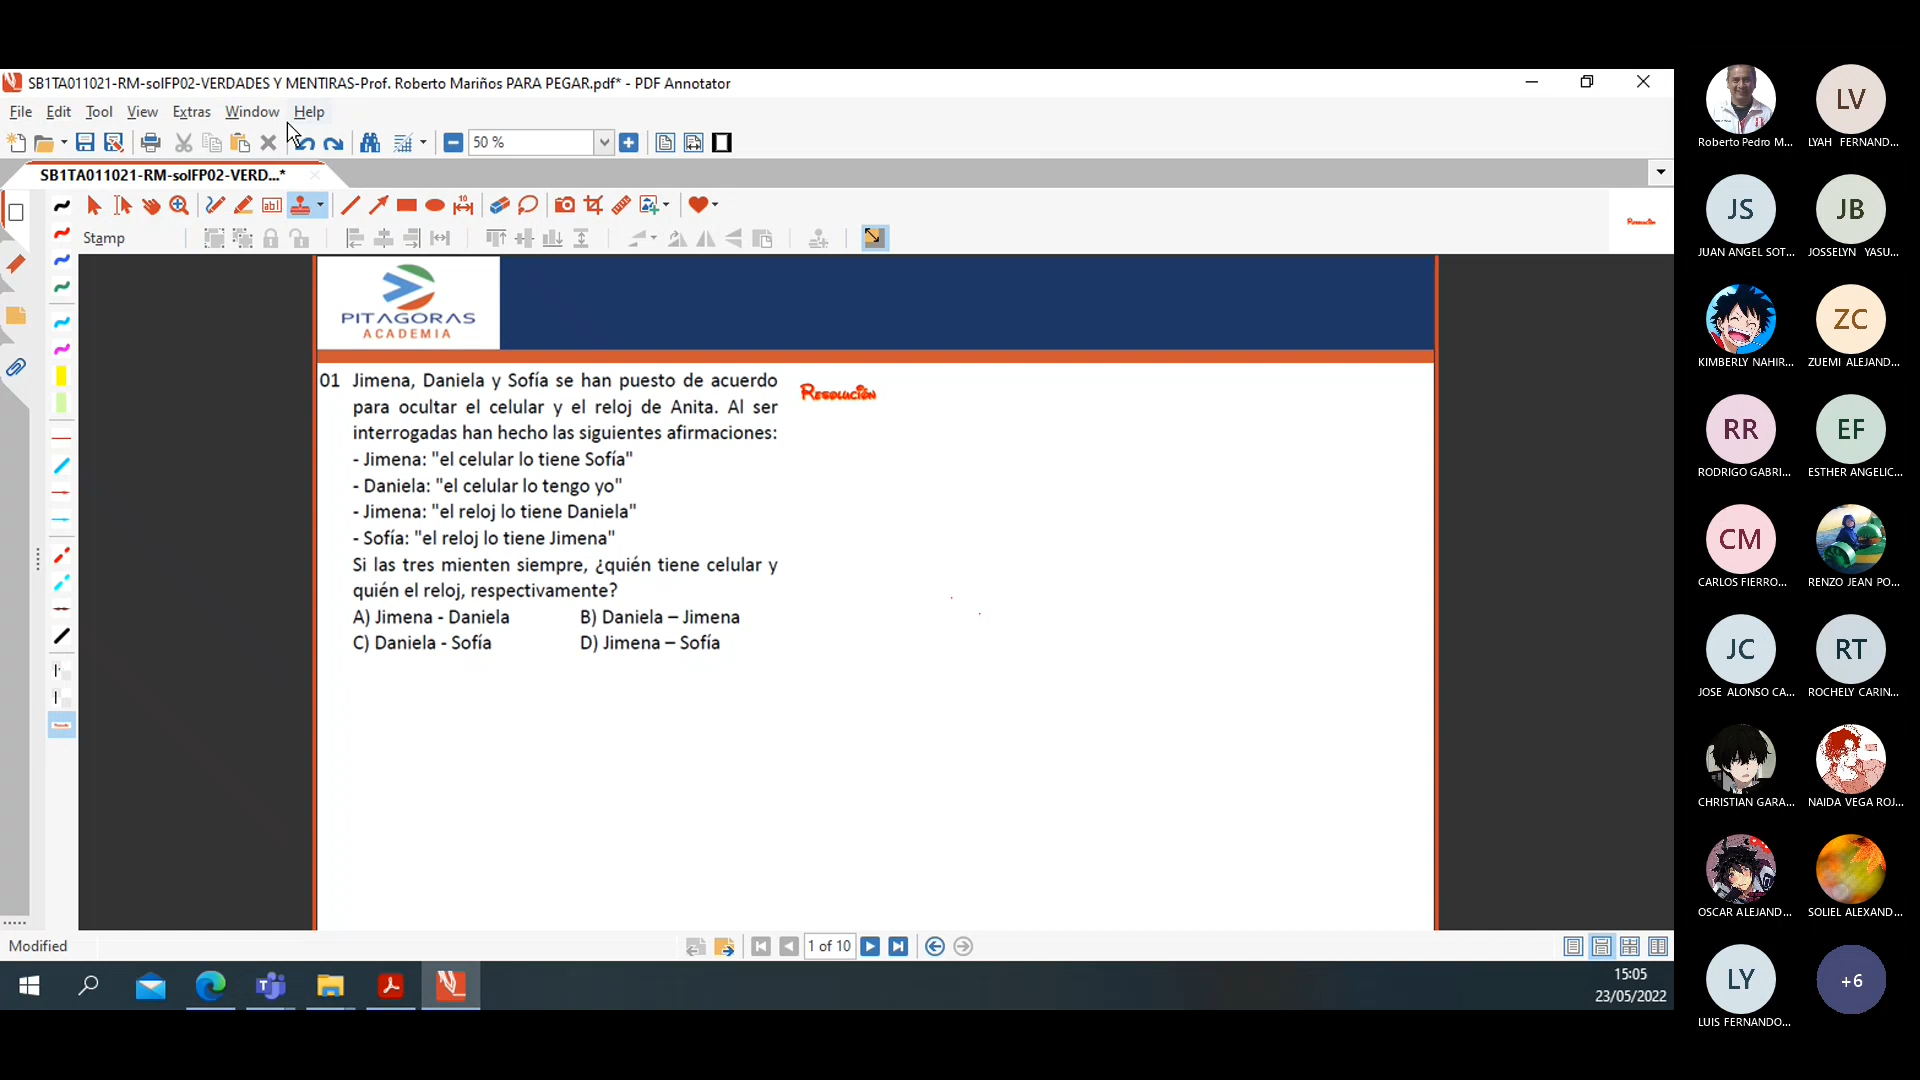 SB1TA011021-RM-solFP02-VERDADES Y MENTIRAS-Prof. Roberto Mariños PARA PEGAR.pdf* - PDF Annotator
File Edit Tool View Extras Window Help
50 %
SB1TA011021-RM-solFP02-VERD...*
Stamp
Resolución
PITAGORAS
ACADEMIA
01 Jimena, Daniela y Sofía se han puesto de acuerdo
para ocultar el celular y el reloj de Anita. Al ser
interrogadas han hecho las siguientes afirmaciones:
- Jimena: "el celular lo tiene Sofía"
- Daniela: "el celular lo tengo yo"
- Jimena: "el reloj lo tiene Daniela"
- Sofía: "el reloj lo tiene Jimena"
Si las tres mienten siempre, ¿quién tiene celular y
quién el reloj, respectivamente?
A) Jimena - Daniela B) Daniela – Jimena
C) Daniela - Sofía D) Jimena – Sofía
Resolución
Modified
1 of 10
15:05
23/05/2022
Roberto Pedro M...
LV
LYAH FERNAND...
JS
JUAN ANGEL SOT...
JB
JOSSELYN YASU...
KIMBERLY NAHIR...
ZC
ZUEMI ALEJAND...
RR
RODRIGO GABRI...
EF
ESTHER ANGELIC...
CM
CARLOS FIERRO...
RENZO JEAN PO...
JC
JOSE ALONSO CA...
RT
ROCHELY CARIN...
CHRISTIAN GARA...
NAIDA VEGA ROJ...
OSCAR ALEJAND...
SOLIEL ALEXAND...
LY
LUIS FERNANDO...
+6